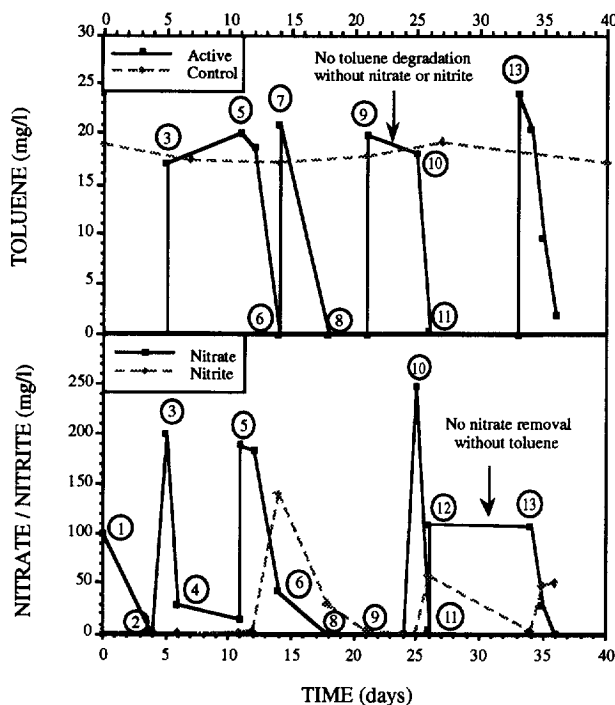 0 5 10 15 20 25 30 35 40
TOLUENE (mg/l)
30
25
20
15
10
5
0
Active
Control
No toluene degradation
without nitrate or nitrite
3
5
6
7
8
9
10
11
13
NITRATE / NITRITE (mg/l)
250
200
150
100
50
0
Nitrate
Nitrite
No nitrate removal
without toluene
1
2
3
4
5
6
8
9
10
11
12
13
0 5 10 15 20 25 30 35 40
TIME (days)